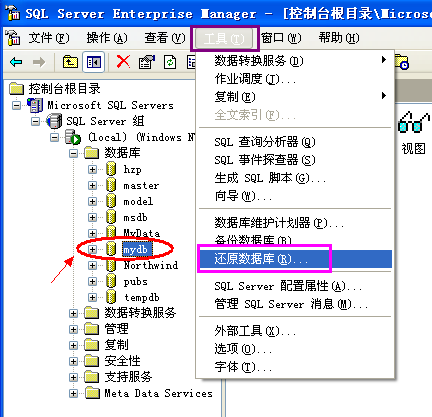 SQL Server Enterprise Manager - [控制台根目录\Micros
文件(F) 操作(A) 查看(V) 工具(T) 窗口(W) 帮助(H)
控制台根目录
Microsoft SQL Servers
SQL Server 组
(local) (Windows N
数据库
hzp
master
model
msdb
MyData
mydb
Northwind
pubs
tempdb
数据转换服务
管理
复制
安全性
支持服务
Meta Data Services
数据转换服务(D)
作业调度(T)...
复制(E)
全文索引(F)...
SQL 查询分析器(Q)
SQL 事件探查器(S)
生成 SQL 脚本(G)...
向导(W)...
数据库维护计划器(P)...
备份数据库(B)
还原数据库(R)...
SQL Server 配置属性(A)...
管理 SQL Server 消息(M)...
外部工具(X)...
选项(O)...
字体(T)...
视图